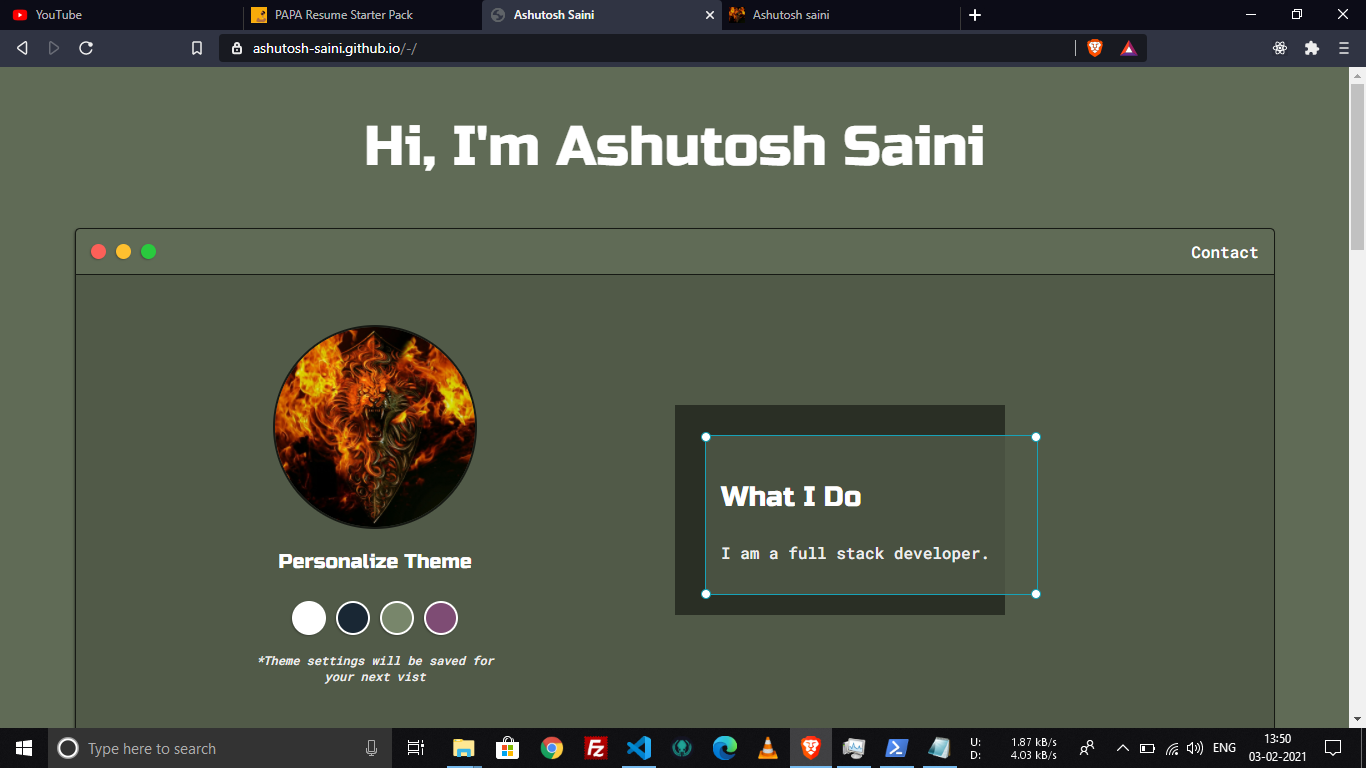 YouTube
PAPA Resume Starter Pack
Ashutosh Saini
Ashutosh saini
ashutosh-saini.github.io/-/
Hi, I'm Ashutosh Saini
Contact
Personalize Theme
*Theme settings will be saved for
your next vist
What I Do
I am a full stack developer.
Type here to search
Fz
U: 1.87 kB/s
D: 4.03 kB/s
ENG
13:50
03-02-2021